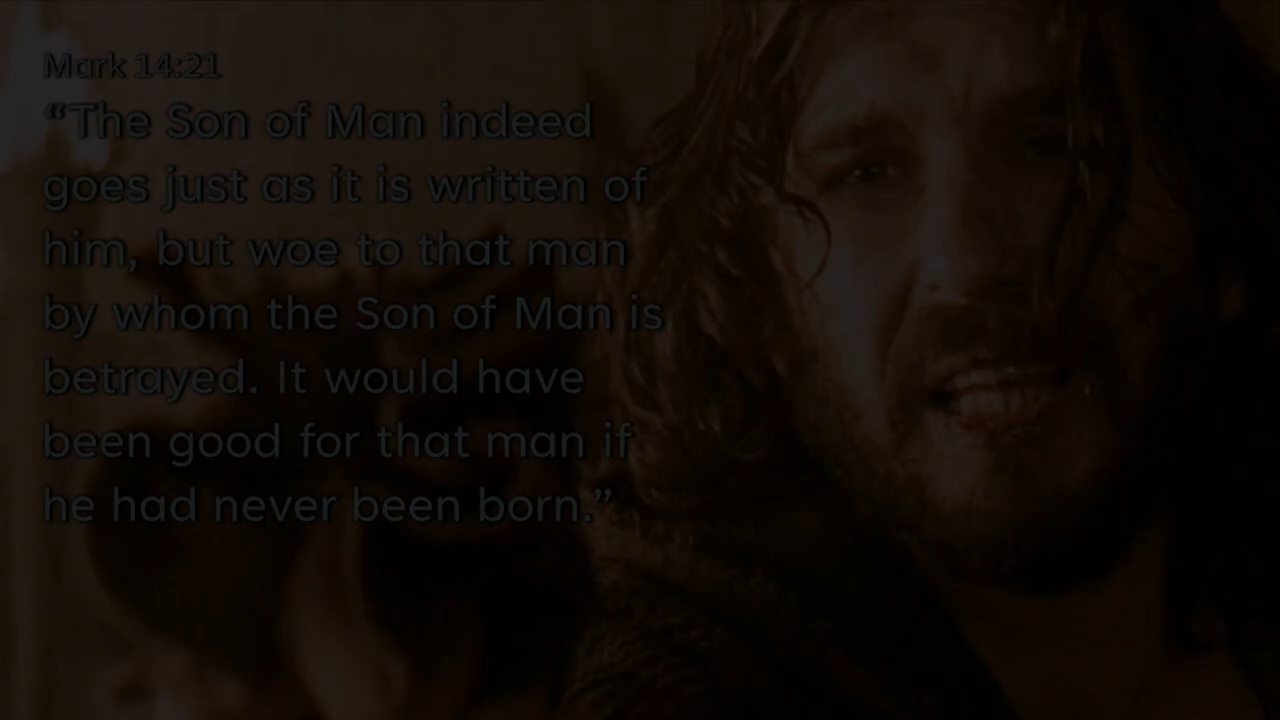 Mark 14:21
“The Son of Man indeed
goes just as it is written of
him, but woe to that man
by whom the Son of Man is
betrayed. It would have
been good for that man if
he had never been born.”